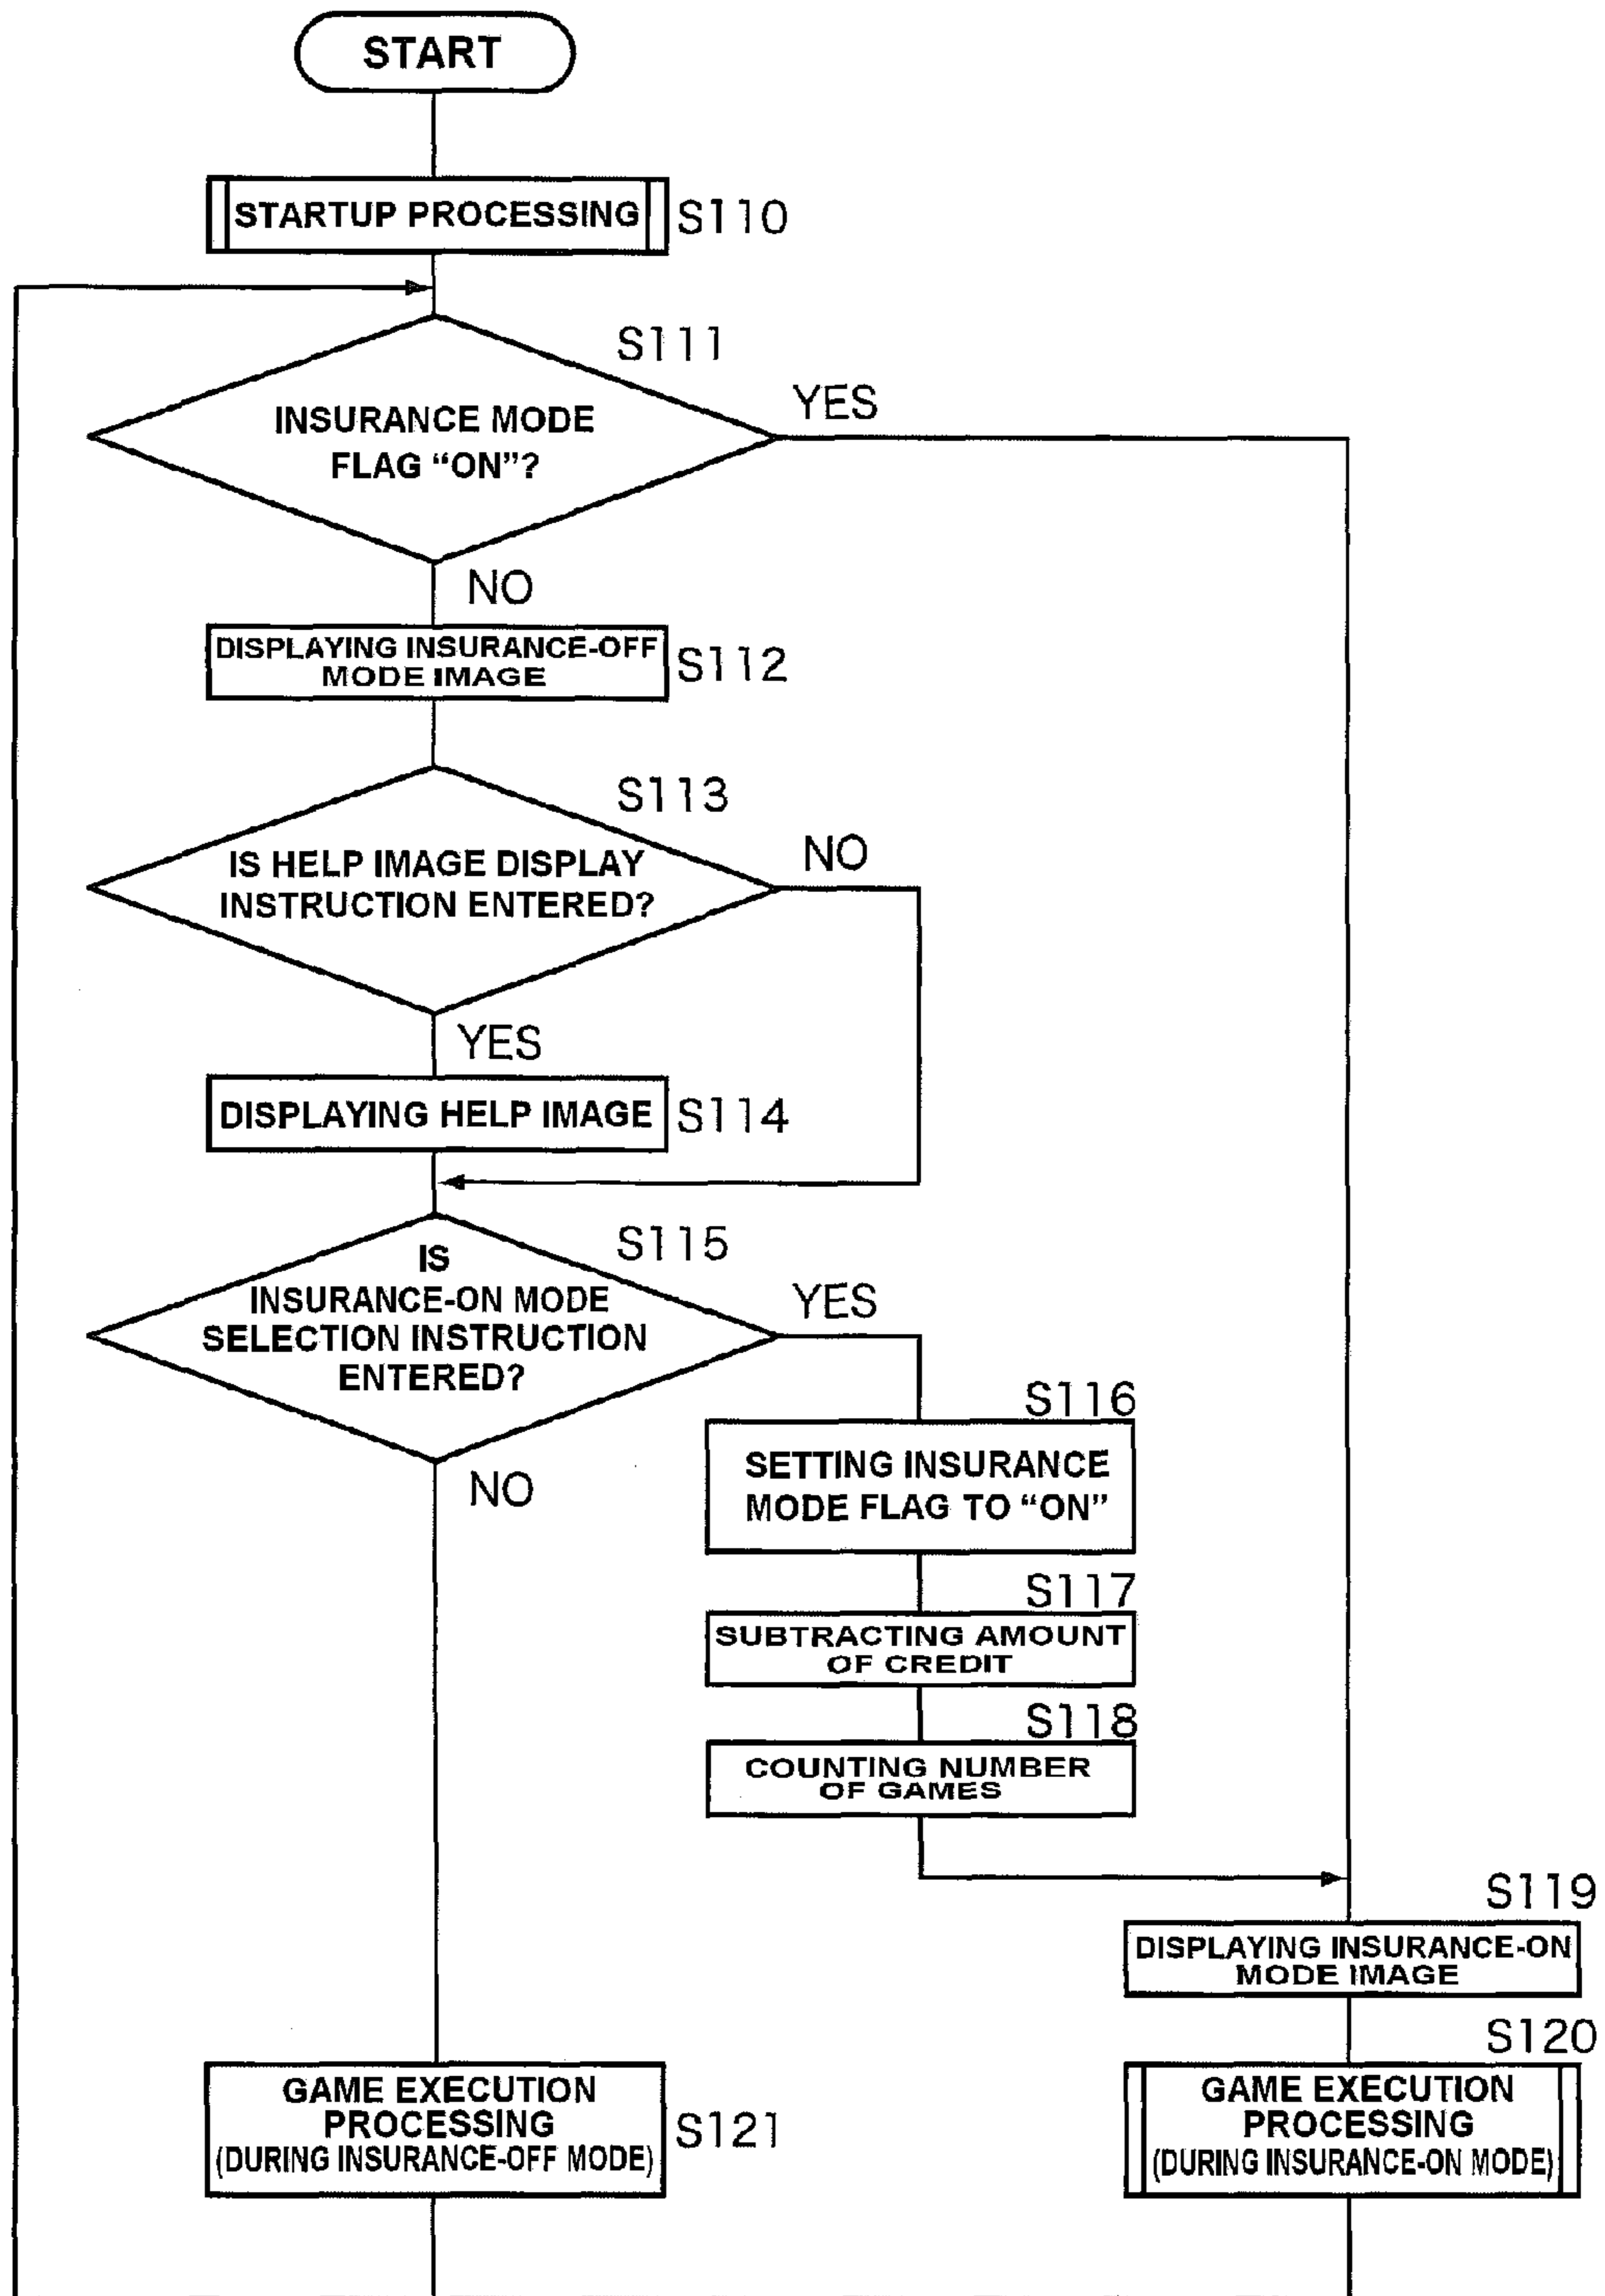 START
STARTUP PROCESSING
S110
S111
INSURANCE MODE
FLAG “ON”?
YES
NO
DISPLAYING INSURANCE-OFF
MODE IMAGE
S112
S113
IS HELP IMAGE DISPLAY
INSTRUCTION ENTERED?
NO
YES
DISPLAYING HELP IMAGE
S114
S115
IS
INSURANCE-ON MODE
SELECTION INSTRUCTION
ENTERED?
YES
NO
S116
SETTING INSURANCE
MODE FLAG TO “ON”
S117
SUBTRACTING AMOUNT
OF CREDIT
S118
COUNTING NUMBER
OF GAMES
S119
DISPLAYING INSURANCE-ON
MODE IMAGE
S120
GAME EXECUTION
PROCESSING
(DURING INSURANCE-ON MODE)
GAME EXECUTION
PROCESSING
(DURING INSURANCE-OFF MODE)
S121